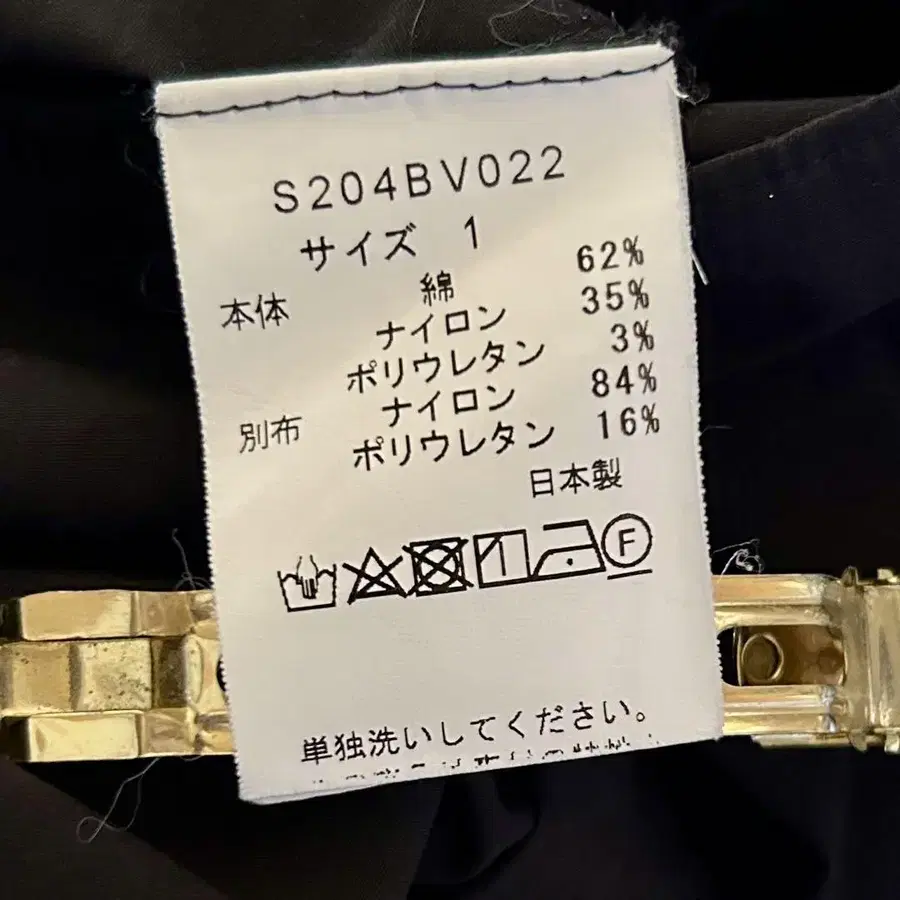 S204BV022
サイズ 1
本体 綿 62%
ナイロン 35%
ポリウレタン 3%
別布 ナイロン 84%
ポリウレタン 16%
日本製
F
単独洗いしてください。